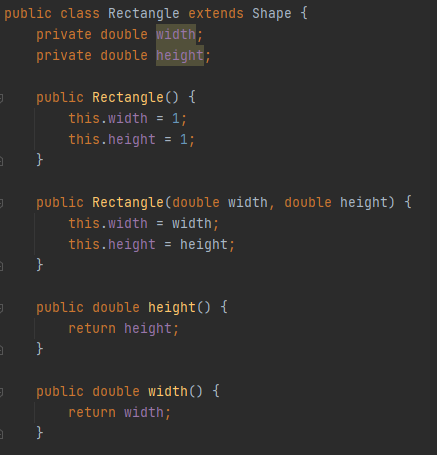 public class Rectangle extends Shape {
    private double width;
    private double height;

    public Rectangle() {
        this.width = 1;
        this.height = 1;
    }

    public Rectangle(double width, double height) {
        this.width = width;
        this.height = height;
    }

    public double height() {
        return height;
    }

    public double width() {
        return width;
    }